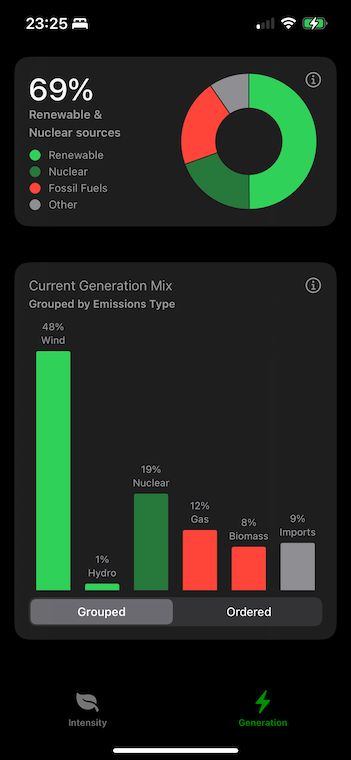 23:25
69%
Renewable &
Nuclear sources
Renewable
Nuclear
Fossil Fuels
Other
Current Generation Mix
Grouped by Emissions Type
48%
Wind
1%
Hydro
19%
Nuclear
12%
Gas
8%
Biomass
9%
Imports
Grouped
Ordered
Intensity
Generation